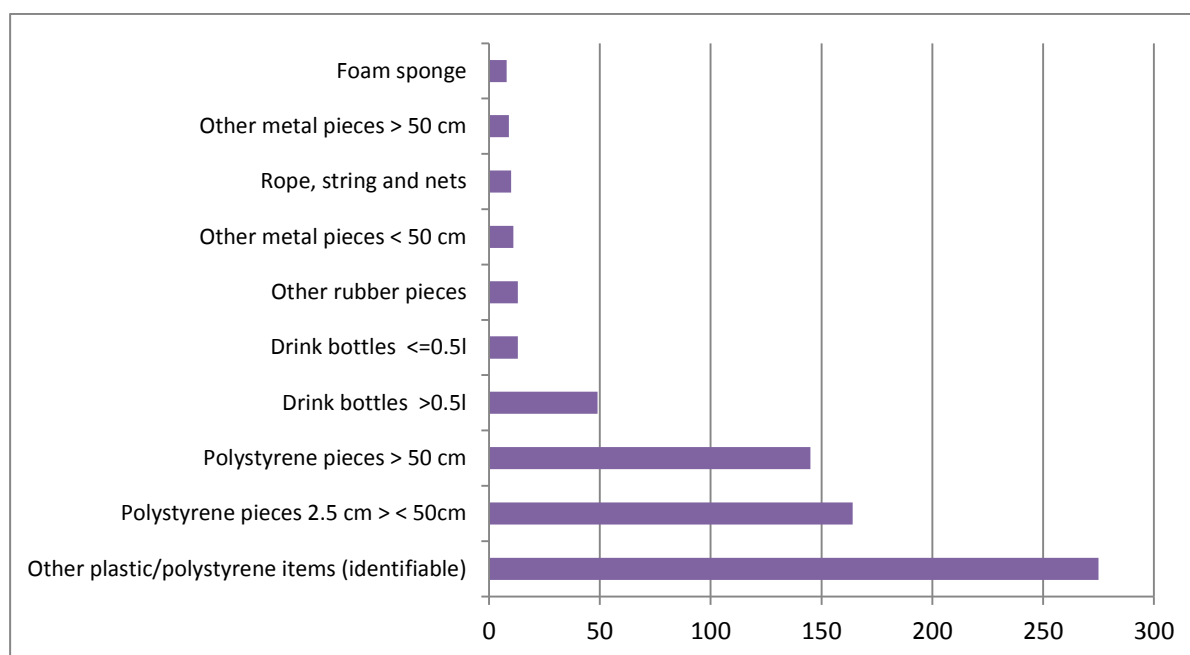 Foam sponge
Other metal pieces > 50 cm
Rope, string and nets
Other metal pieces < 50 cm
Other rubber pieces
Drink bottles  <=0.5l
Drink bottles  >0.5l
Polystyrene pieces > 50 cm
Polystyrene pieces 2.5 cm > < 50cm
Other plastic/polystyrene items (identifiable)
0 50 100 150 200 250 300